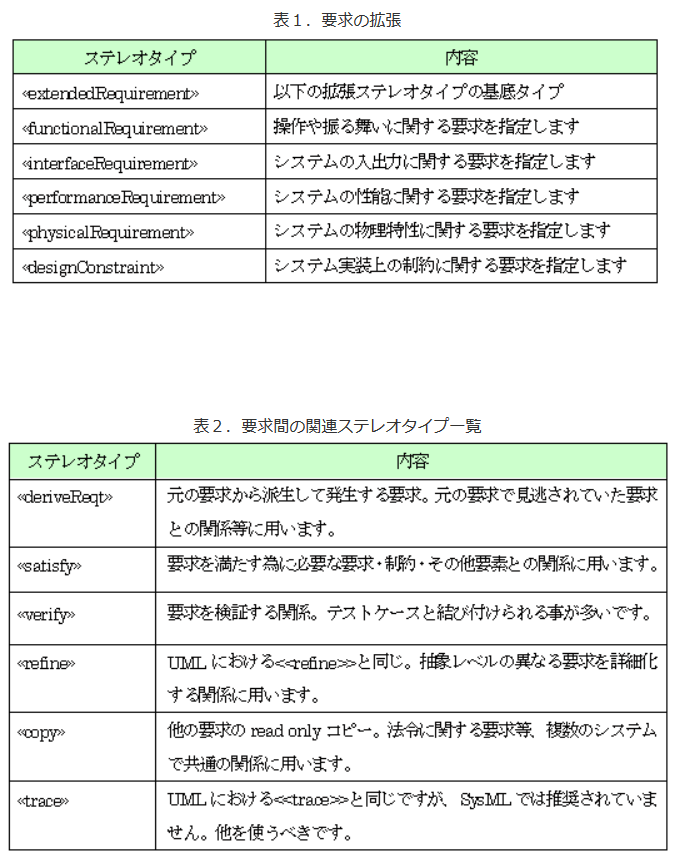 表１．要求の拡張
ステレオタイプ 内容
«extendedRequirement» 以下の拡張ステレオタイプの基底タイプ
«functionalRequirement» 操作や振る舞いに関する要求を指定します
«interfaceRequirement» システムの入出力に関する要求を指定します
«performanceRequirement» システムの性能に関する要求を指定します
«physicalRequirement» システムの物理特性に関する要求を指定します
«designConstraint» システム実装上の制約に関する要求を指定します
表２．要求間の関連ステレオタイプ一覧
ステレオタイプ 内容
«deriveReqt» 元の要求から派生して発生する要求。元の要求で見逃されていた要求
との関係等に用います。
«satisfy» 要求を満たす為に必要な要求・制約・その他要素との関係に用います。
«verify» 要求を検証する関係。テストケースと結び付けられる事が多いです。
«refine» UML における<<refine>>と同じ。抽象レベルの異なる要求を詳細化
する関係に用います。
«copy» 他の要求の read only コピー。法令に関する要求等、複数のシステム
で共通の関係に用います。
«trace» UML における<<trace>>と同じですが、SysML では推奨されていま
せん。他を使うべきです。